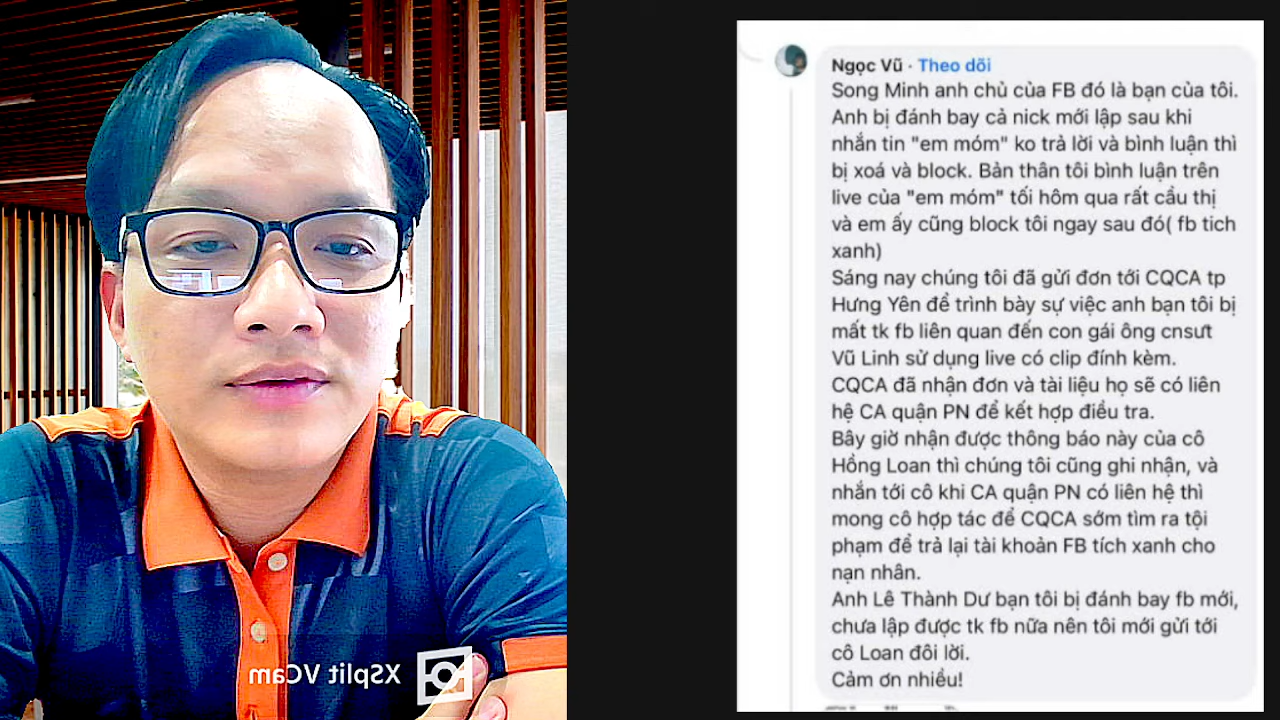 Ngọc Vũ · Theo dõi
Song Minh anh chủ của FB đó là bạn của tôi.
Anh bị đánh bay cả nick mới lập sau khi
nhắn tin "em móm" ko trả lời và bình luận thì
bị xoá và block. Bản thân tôi bình luận trên
live của "em móm" tối hôm qua rất cầu thị
và em ấy cũng block tôi ngay sau đó( fb tich
xanh)
Sáng nay chúng tôi đã gửi đơn tới CQCA tp
Hưng Yên để trình bày sự việc anh bạn tôi bị
mất tk fb liên quan đến con gái ông cnsưt
Vũ Linh sử dụng live có clip đính kèm.
CQCA đã nhận đơn và tài liệu họ sẽ có liên
hệ CA quận PN để kết hợp điều tra.
Bây giờ nhận được thông báo này của cô
Hồng Loan thì chúng tôi cũng ghi nhận, và
nhắn tới cô khi CA quận PN có liên hệ thì
mong cô hợp tác để CQCA sớm tìm ra tội
phạm để trả lại tài khoản FB tích xanh cho
nạn nhân.
Anh Lê Thành Dư bạn tôi bị đánh bay fb mới,
chưa lập được tk fb nữa nên tôi mới gửi tới
cô Loan đôi lời.
Cảm ơn nhiều!
XSplit VCam